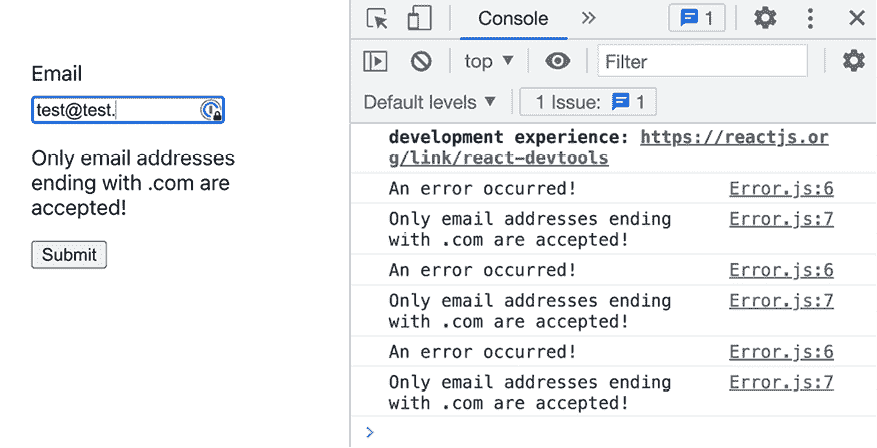 Email
test@test.
Only email addresses
ending with .com are
accepted!
Submit
Console
1
top
Filter
Default levels
1 Issue: 1
development experience: https://reactjs.or
g/link/react-devtools
An error occurred! Error.js:6
Only email addresses ending Error.js:7
with .com are accepted!
An error occurred! Error.js:6
Only email addresses ending Error.js:7
with .com are accepted!
An error occurred! Error.js:6
Only email addresses ending Error.js:7
with .com are accepted!